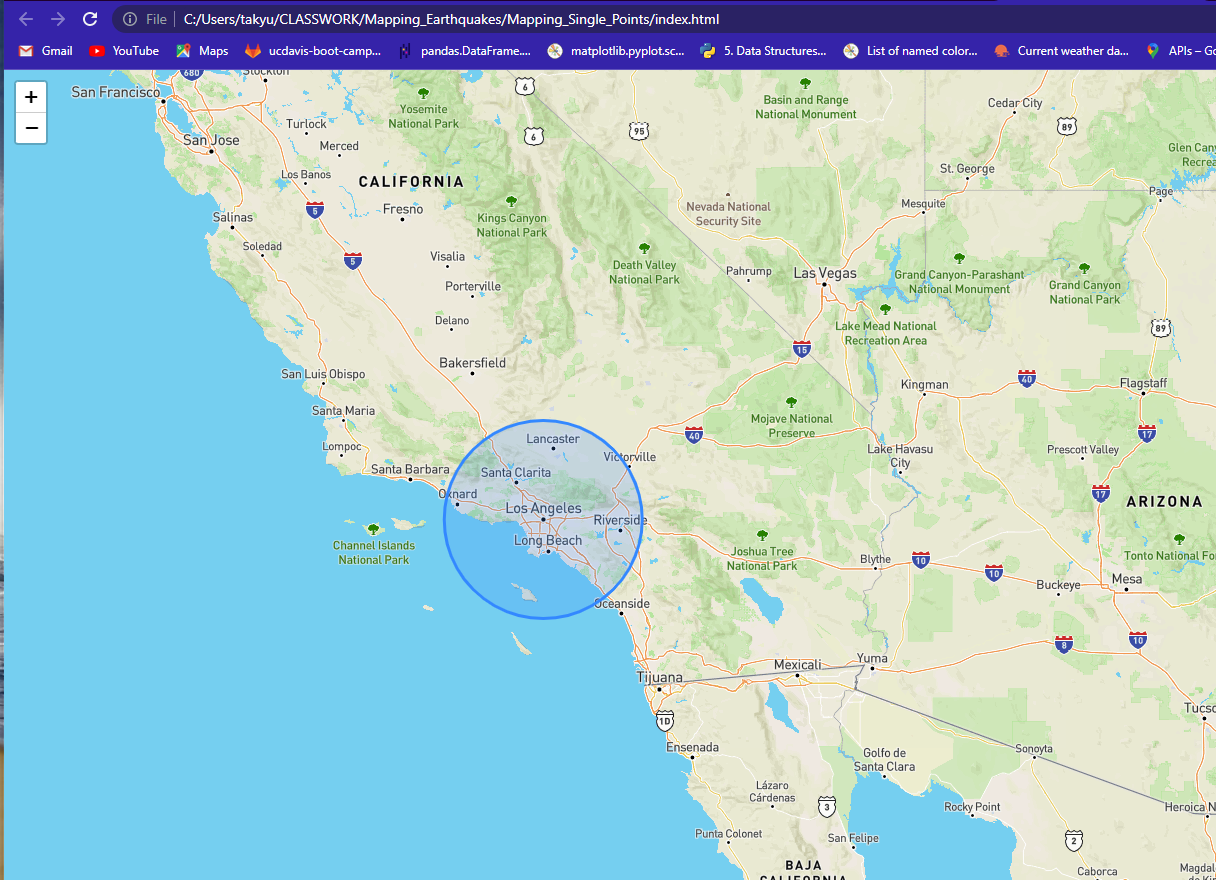 File
C:/Users/takyu/CLASSWORK/Mapping_Earthquakes/Mapping_Single_Points/index.html
Gmail
YouTube
Maps
ucdavis-boot-camp...
pandas.DataFrame....
matplotlib.pyplot.sc...
5. Data Structures...
List of named color...
Current weather da...
APIs – Go
+
−
680
Stockton
San Francisco
Yosemite
National Park
6
6
95
Basin and Range
National Monument
Cedar City
89
Turlock
San Jose
Merced
Glen Cany
Recrea
Los Banos
CALIFORNIA
St. George
Page
5
Fresno
Kings Canyon
National Park
Nevada National
Security Site
Mesquite
Salinas
Soledad
5
Visalia
Death Valley
National Park
Pahrump
Las Vegas
Grand Canyon-Parashant
National Monument
Grand Canyon
National Park
Porterville
Delano
Lake Mead National
Recreation Area
89
15
Bakersfield
San Luis Obispo
Kingman
40
Flagstaff
Santa Maria
Mojave National
Preserve
40
17
Lompoc
Lancaster
Victorville
Lake Havasu
City
Prescott Valley
Santa Barbara
Santa Clarita
Oxnard
17
ARIZONA
Los Angeles
Riverside
Long Beach
Channel Islands
National Park
Joshua Tree
National Park
Blythe
10
10
Tonto National Fo
Buckeye
Mesa
Oceanside
8
10
Tijuana
Mexicali
Yuma
1D
Tucso
Ensenada
Golfo de
Santa Clara
Sonoyta
Lázaro
Cárdenas
3
Rocky Point
Heroica N
Punta Colonet
San Felipe
2
BAJA
CALIFORNIA
Caborca
Magdal